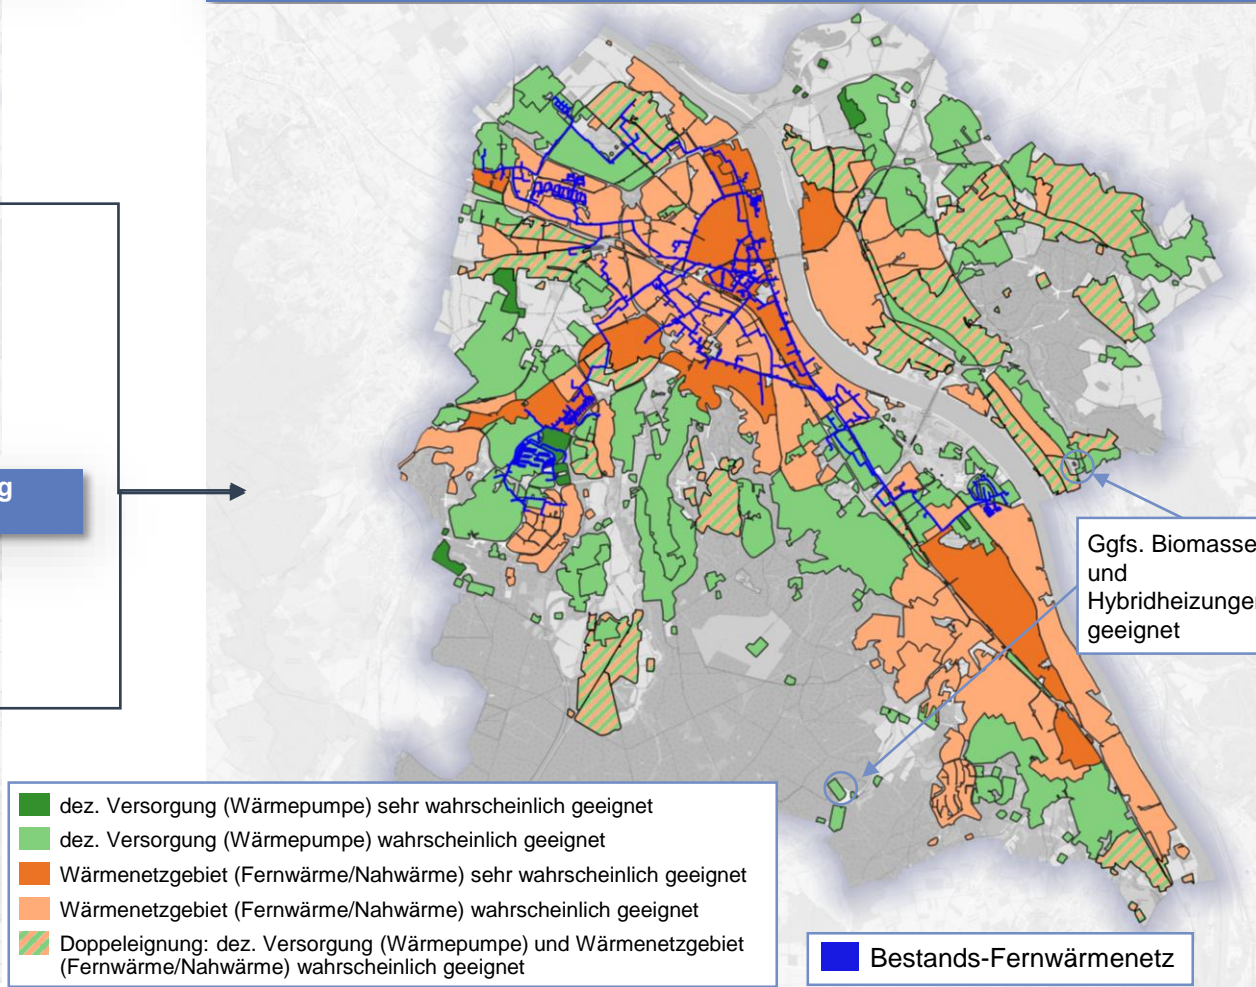 g
Ggfs. Biomasse
und
Hybridheizungen
geeignet
dez. Versorgung (Wärmepumpe) sehr wahrscheinlich geeignet
dez. Versorgung (Wärmepumpe) wahrscheinlich geeignet
Wärmenetzgebiet (Fernwärme/Nahwärme) sehr wahrscheinlich geeignet
Wärmenetzgebiet (Fernwärme/Nahwärme) wahrscheinlich geeignet
Doppeleignung: dez. Versorgung (Wärmepumpe) und Wärmenetzgebiet
(Fernwärme/Nahwärme) wahrscheinlich geeignet
Bestands-Fernwärmenetz